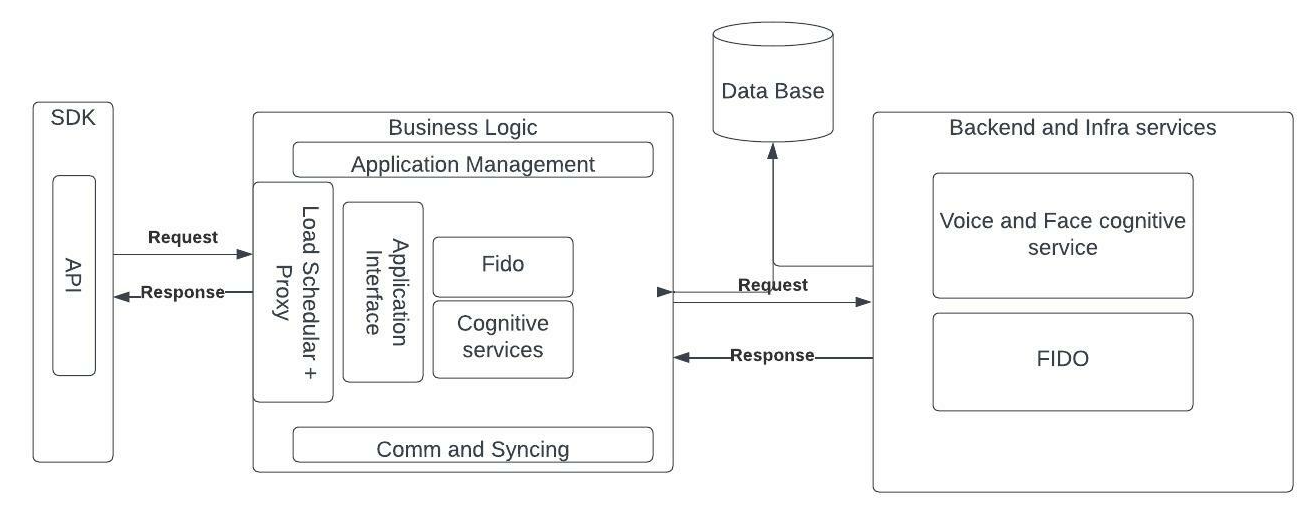 SDK
API
Request
Response
Business Logic
Application Management
Load Schedular +
Proxy
Application
Interface
Fido
Cognitive
services
Comm and Syncing
Data Base
Request
Response
Backend and Infra services
Voice and Face cognitive
service
FIDO